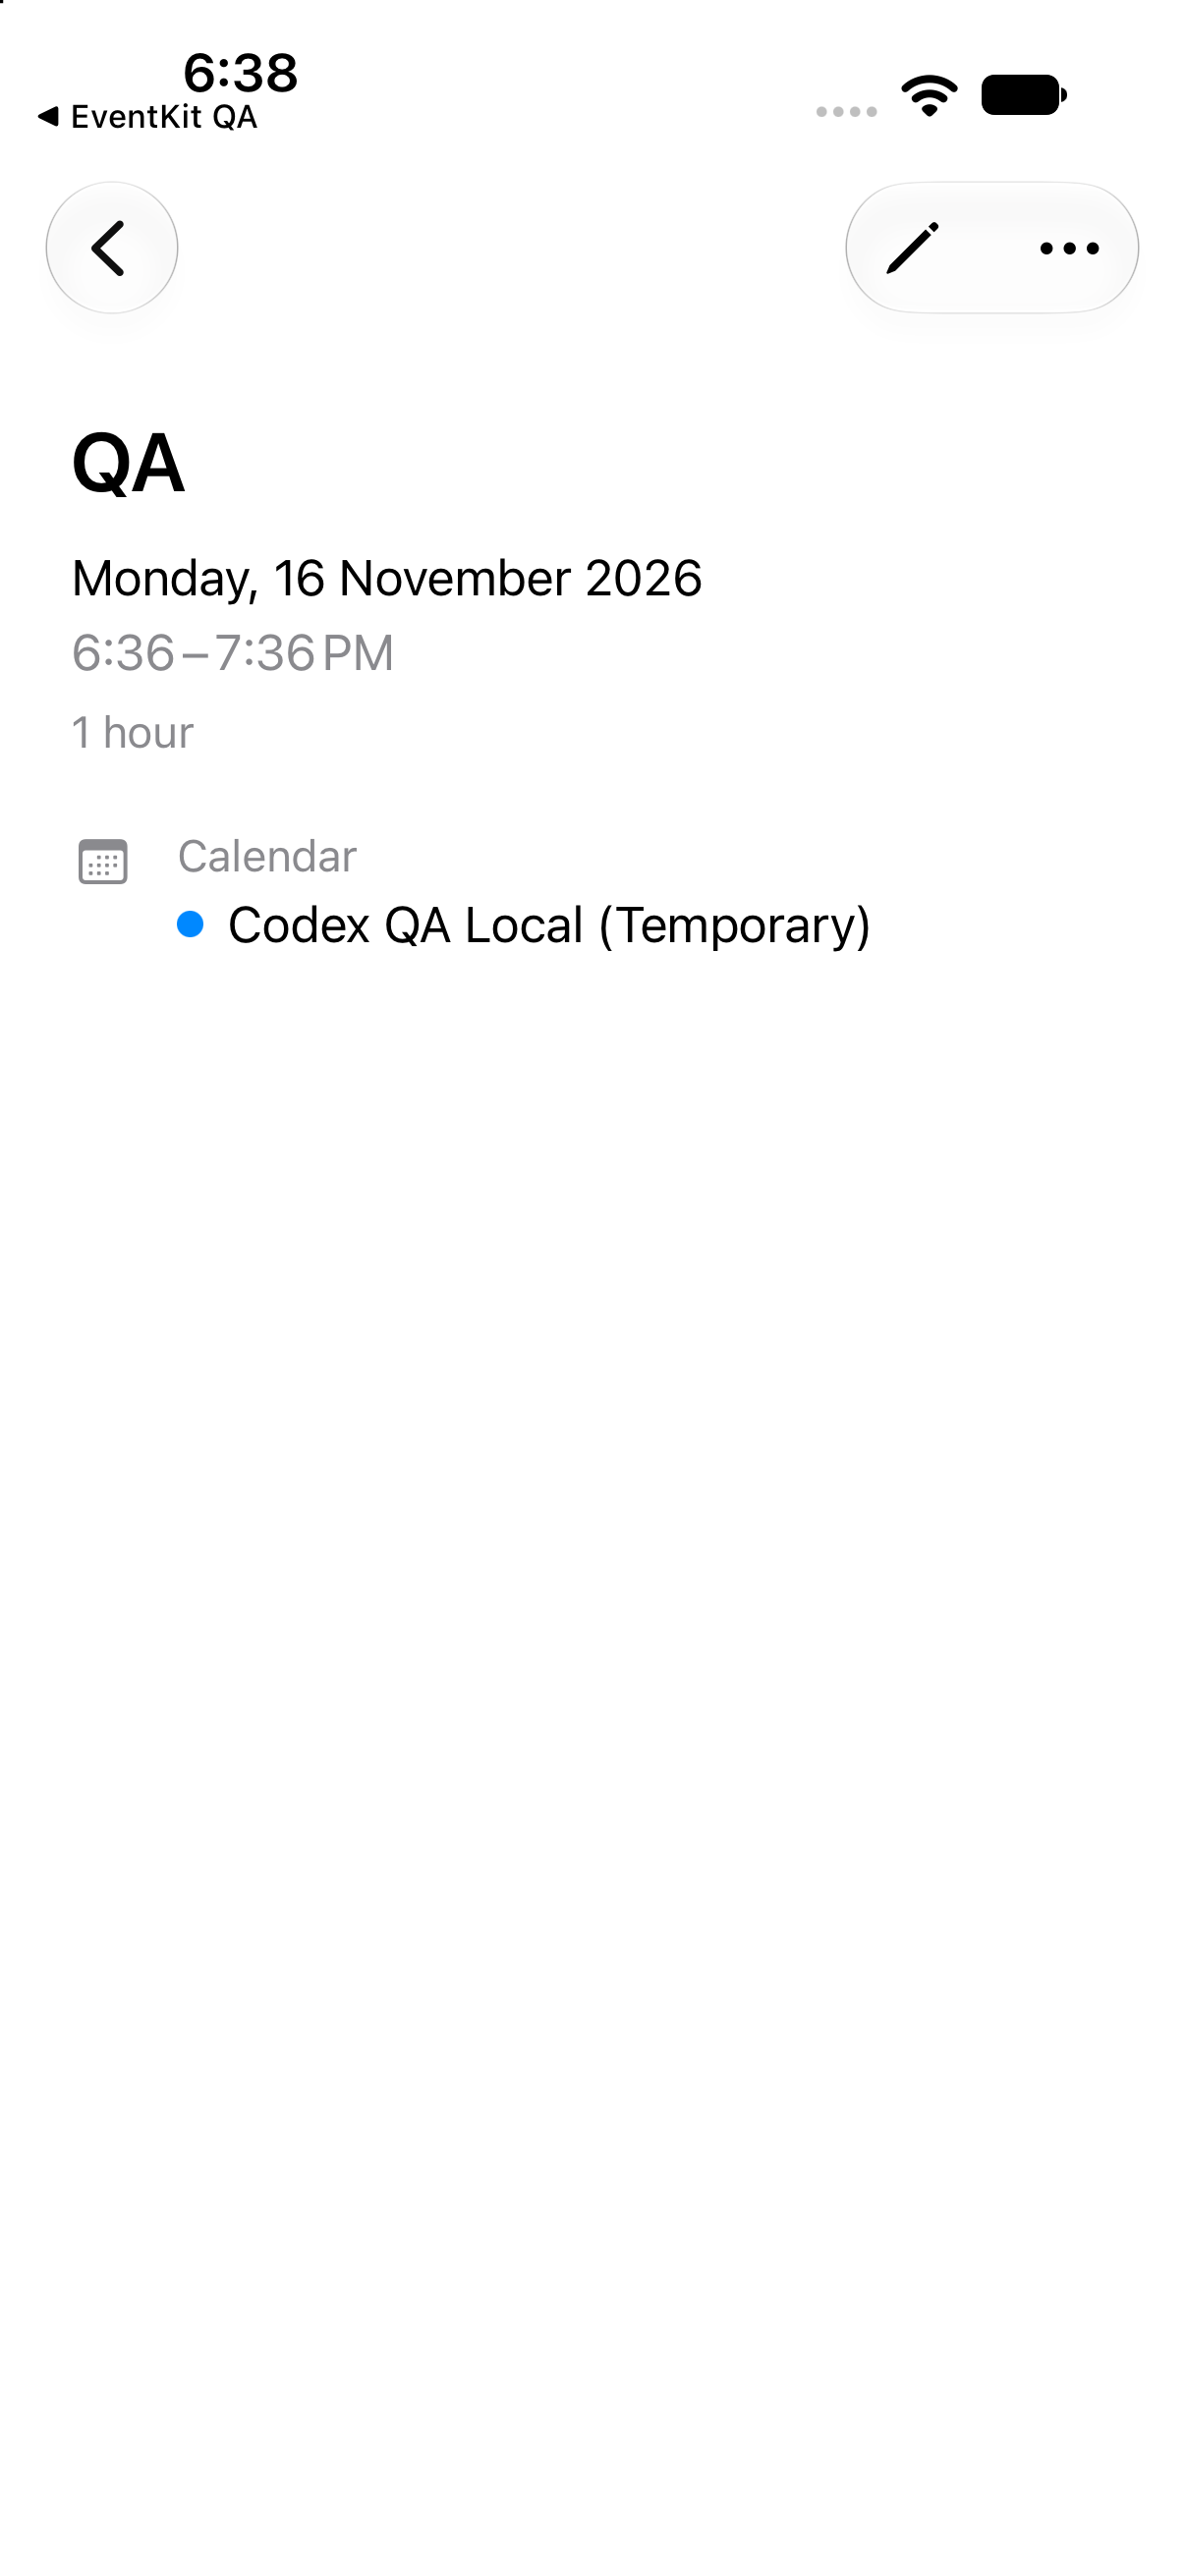 6:38
EventKit QA
QA
Monday, 16 November 2026
6:36 – 7:36 PM
1 hour
Calendar
Codex QA Local (Temporary)